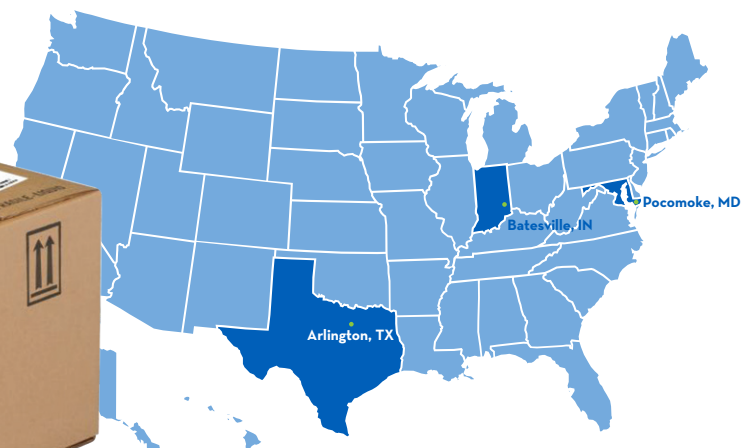 Pocomoke, MD
Batesville, IN
Arlington, TX